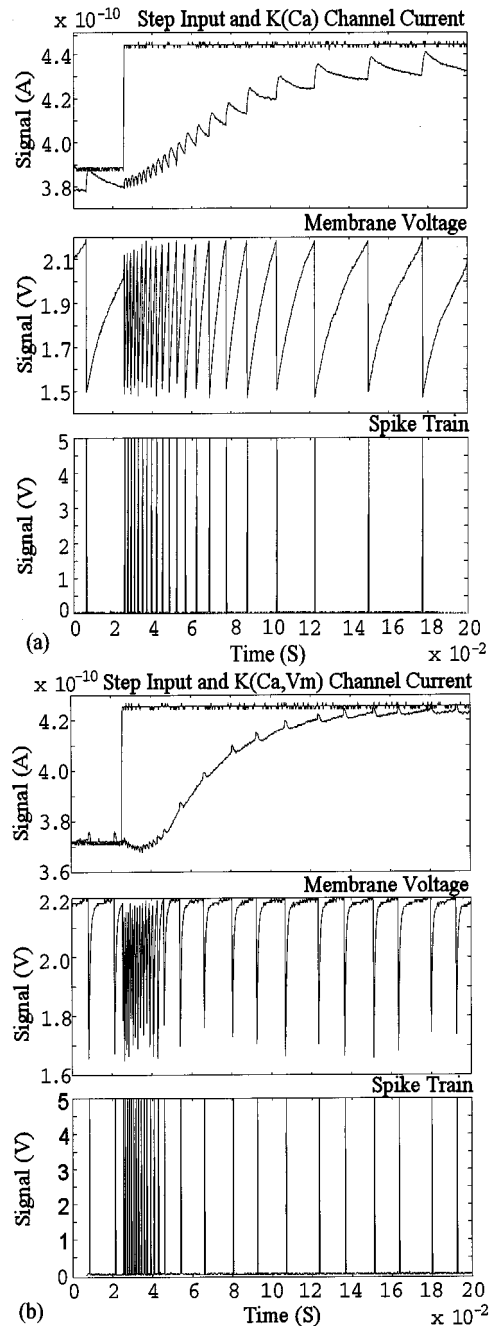 x 10⁻¹⁰ Step Input and K(Ca) Channel Current
4.4
4.2
4.0
3.8
Signal (A)
Membrane Voltage
2.1
1.9
1.7
1.5
Signal (V)
Spike Train
5
4
3
2
1
0
Signal (V)
0 2 4 6 8 10 12 14 16 18 20
(a) Time (S) x 10⁻²
x 10⁻¹⁰
Step Input and K(Ca,Vm) Channel Current
4.2
4.0
3.8
3.6
Signal (A)
Membrane Voltage
2.2
2.0
1.8
1.6
Signal (V)
Spike Train
5
4
3
2
1
0
Signal (V)
0 2 4 6 8 10 12 14 16 18 20
(b) Time (S) x 10⁻²